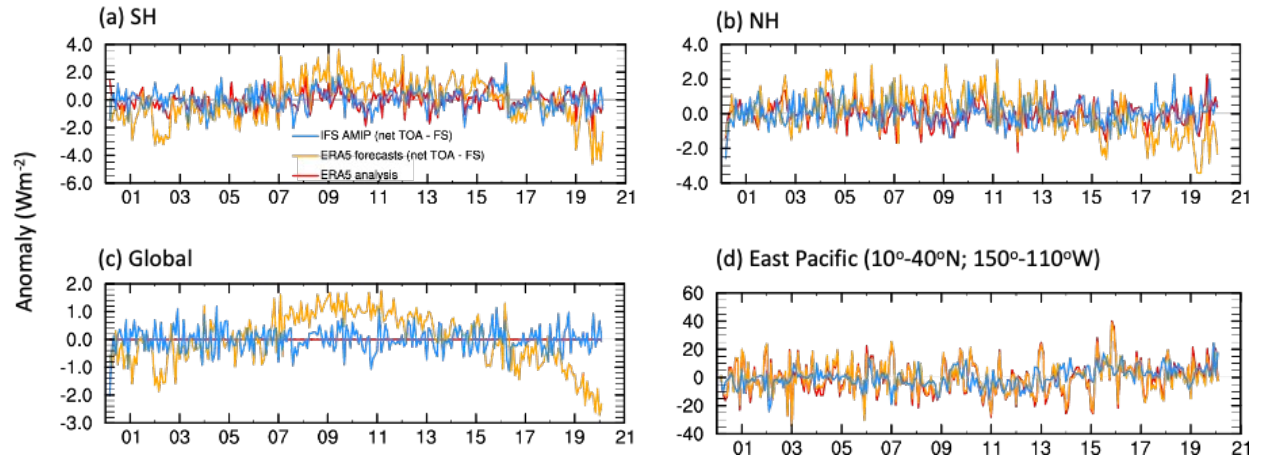 (a) SH
4.0
2.0
0.0
-2.0
-4.0
-6.0
01 03 05 07 09 11 13 15 17 19 21
IFS AMIP (net TOA - FS)
ERA5 forecasts (net TOA - FS)
ERA5 analysis
(b) NH
4.0
2.0
0.0
-2.0
-4.0
01 03 05 07 09 11 13 15 17 19 21
Anomaly (Wm-2)
(c) Global
2.0
1.0
0.0
-1.0
-2.0
-3.0
01 03 05 07 09 11 13 15 17 19 21
(d) East Pacific (10o-40oN; 150o-110oW)
60
40
20
0
-20
-40
01 03 05 07 09 11 13 15 17 19 21